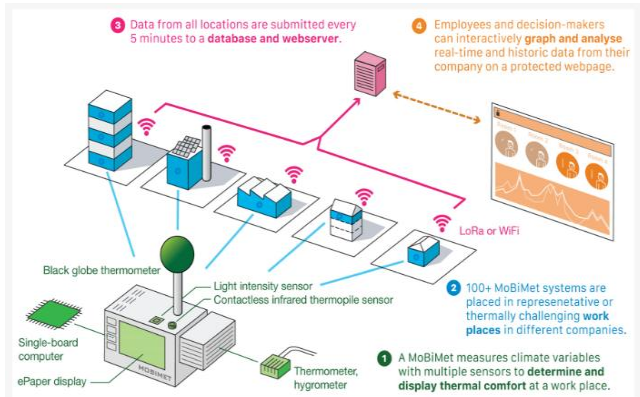 3 Data from all locations are submitted every
5 minutes to a database and webserver.
4 Employees and decision-makers
can interactively graph and analyse
real-time and historic data from their
company on a protected webpage.
LoRa or WiFi
Black globe thermometer
Light intensity sensor
Contactless infrared thermopile sensor
2 100+ MoBiMet systems are
placed in represenetative or
thermally challenging work
places in different companies.
Single-board
computer
ePaper display
MOBIMET
Thermometer,
hygrometer
1 A MoBiMet measures climate variables
with multiple sensors to determine and
display thermal comfort at a work place.